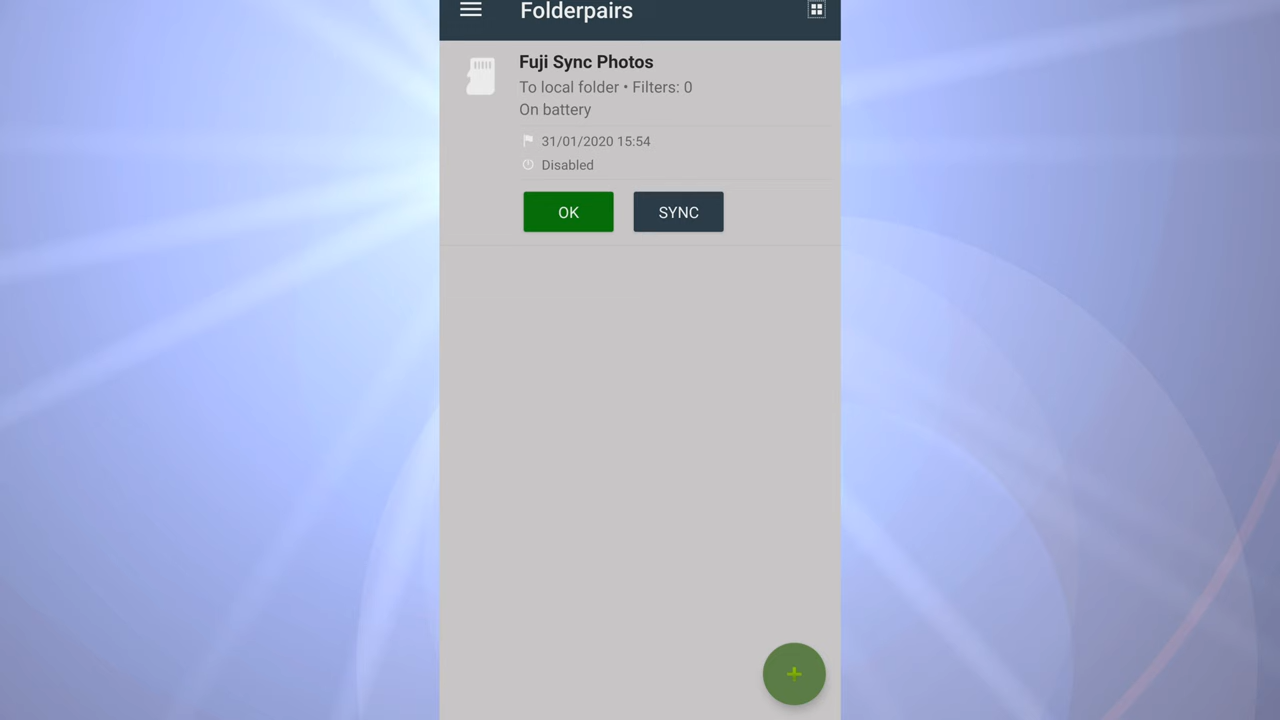 Folderpairs
Fuji Sync Photos
To local folder • Filters: 0
On battery
31/01/2020 15:54
Disabled
OK
SYNC